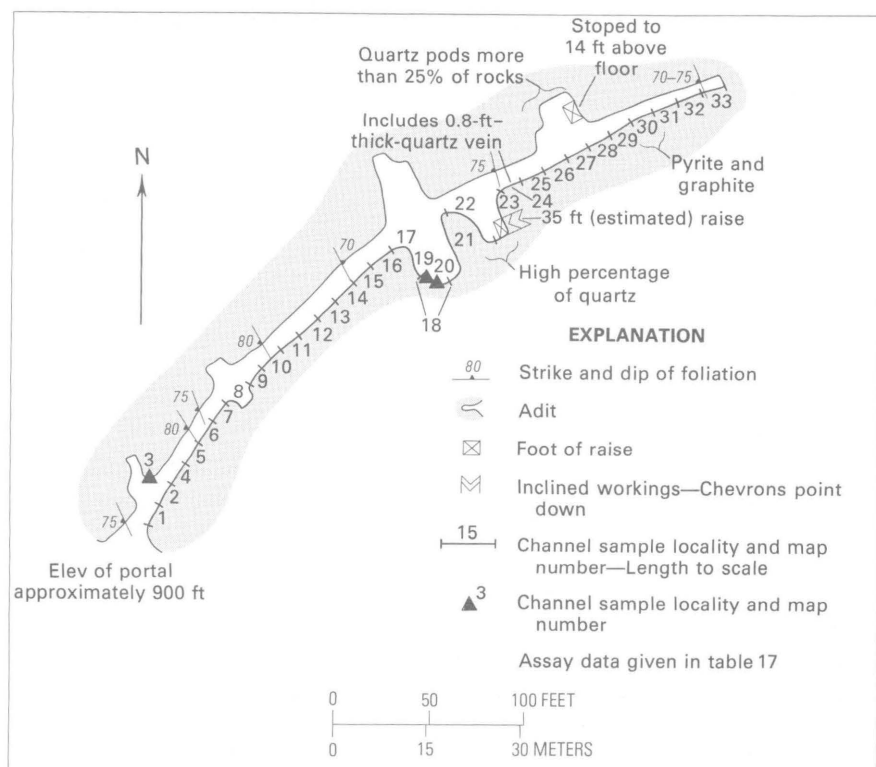 Stoped to
14 ft above
floor
Quartz pods more
than 25% of rocks
70–75
Includes 0.8-ft–
thick-quartz vein
N
75
33
32
31
30
29
28
27
26
25
24
23
22
21
Pyrite and
graphite
35 ft (estimated) raise
High percentage
of quartz
20
19
18
17
16
15
14
13
12
11
10
9
8
7
6
5
4
3
2
1
70
80
75
80
75
Elev of portal
approximately 900 ft
EXPLANATION
80
Strike and dip of foliation
Adit
Foot of raise
Inclined workings—Chevrons point
down
15
Channel sample locality and map
number—Length to scale
3
Channel sample locality and map
number
Assay data given in table 17
0 50 100 FEET
0 15 30 METERS